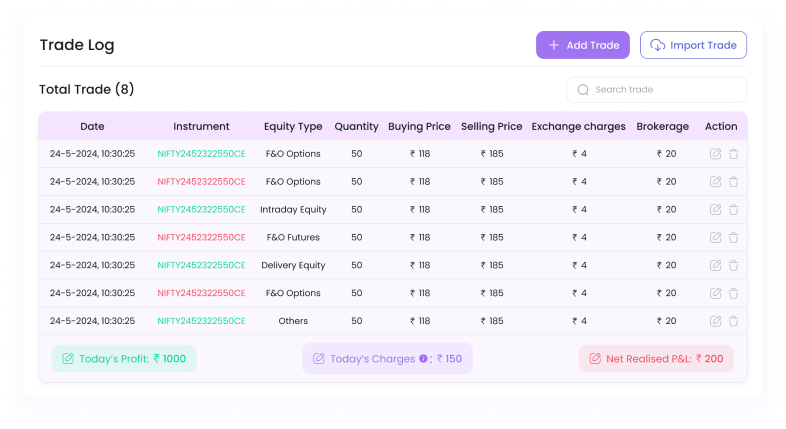 Trade Log
Add Trade
Import Trade
Total Trade (8)
Search trade
Date Instrument Equity Type Quantity Buying Price Selling Price Exchange charges Brokerage Action
24-5-2024, 10:30:25 NIFTY2452322550CE F&O Options 50 ₹ 118 ₹ 185 ₹ 4 ₹ 20
24-5-2024, 10:30:25 NIFTY2452322550CE F&O Options 50 ₹ 118 ₹ 185 ₹ 4 ₹ 20
24-5-2024, 10:30:25 NIFTY2452322550CE Intraday Equity 50 ₹ 118 ₹ 185 ₹ 4 ₹ 20
24-5-2024, 10:30:25 NIFTY2452322550CE F&O Futures 50 ₹ 118 ₹ 185 ₹ 4 ₹ 20
24-5-2024, 10:30:25 NIFTY2452322550CE Delivery Equity 50 ₹ 118 ₹ 185 ₹ 4 ₹ 20
24-5-2024, 10:30:25 NIFTY2452322550CE F&O Options 50 ₹ 118 ₹ 185 ₹ 4 ₹ 20
24-5-2024, 10:30:25 NIFTY2452322550CE Others 50 ₹ 118 ₹ 185 ₹ 4 ₹ 20
Today's Profit: ₹ 1000
Today's Charges : ₹ 150
Net Realised P&L: ₹ 200